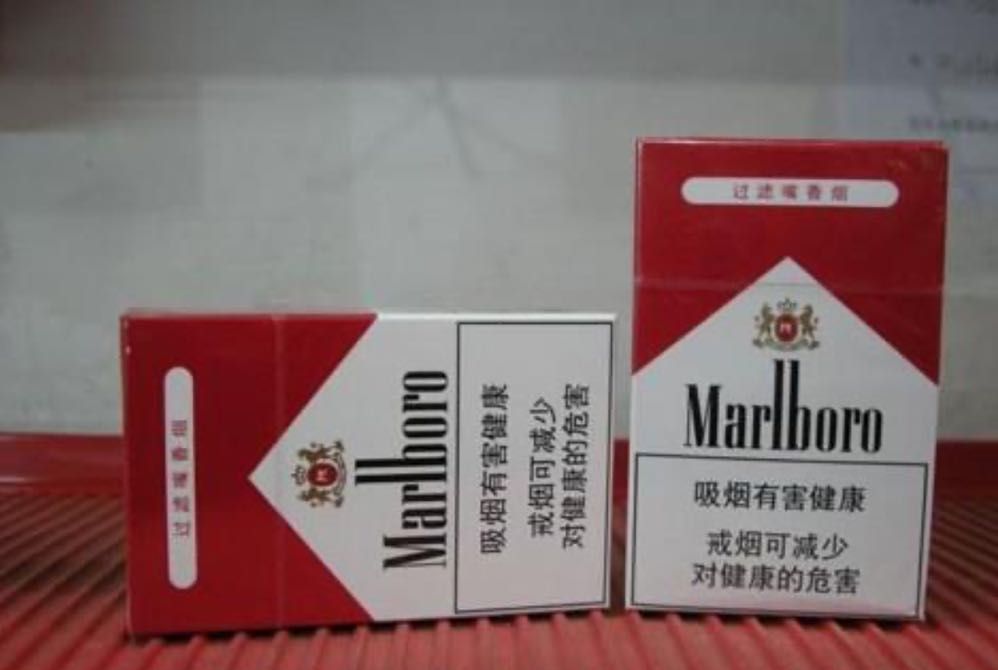 过滤嘴香烟
Marlboro
吸烟有害健康
戒烟可减少
对健康的危害
过滤嘴香烟
Marlboro
吸烟有害健康
戒烟可减少
对健康的危害